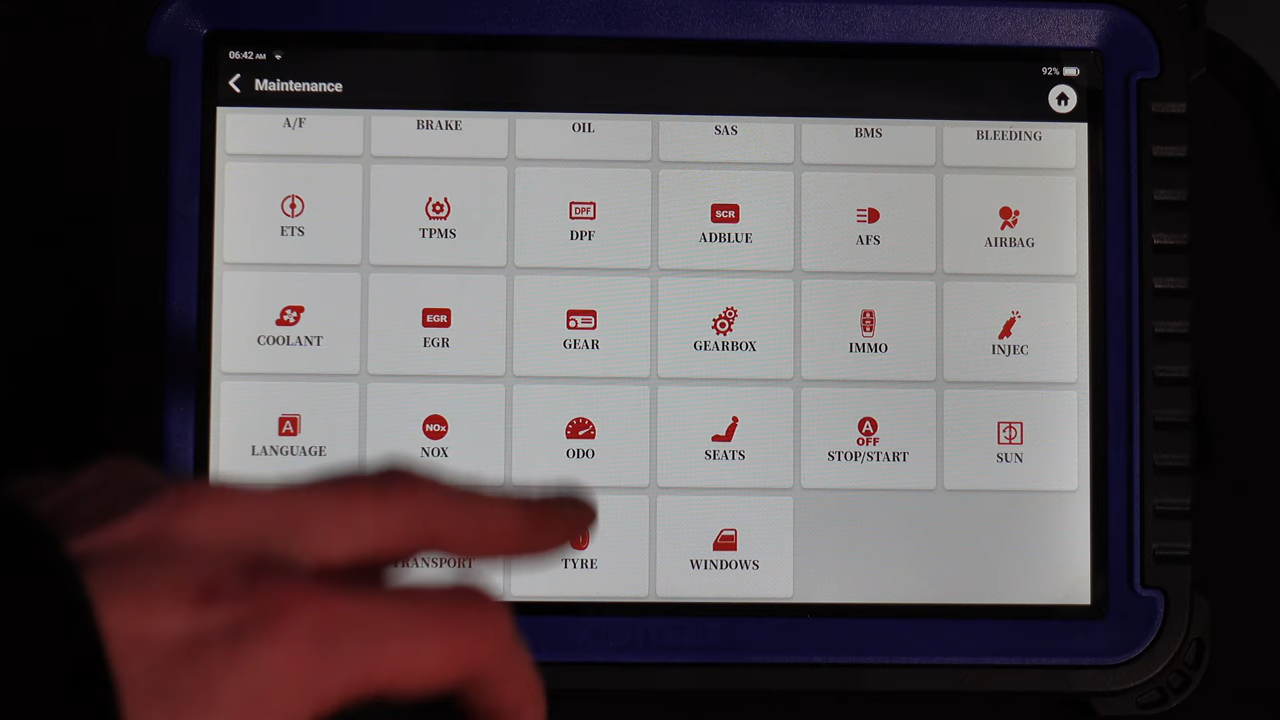 06:42 AM
92%
Maintenance
A/F BRAKE OIL SAS BMS BLEEDING
ETS TPMS DPF DPF SCR ADBLUE AFS AIRBAG
COOLANT EGR EGR GEAR GEARBOX IMMO INJEC
A LANGUAGE NOx NOX ODO SEATS A OFF STOP/START SUN
TRANSPORT TYRE WINDOWS